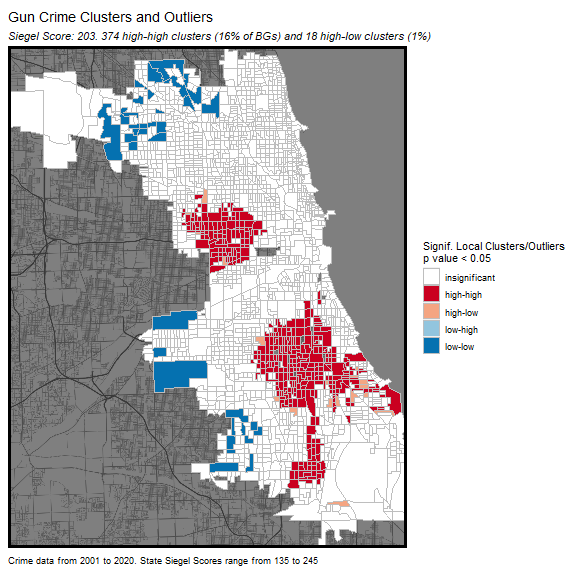 Gun Crime Clusters and Outliers
Siegel Score: 203. 374 high-high clusters (16% of BGs) and 18 high-low clusters (1%)
Signif. Local Clusters/Outliers
p value < 0.05
insignificant
high-high
high-low
low-high
low-low
Crime data from 2001 to 2020. State Siegel Scores range from 135 to 245